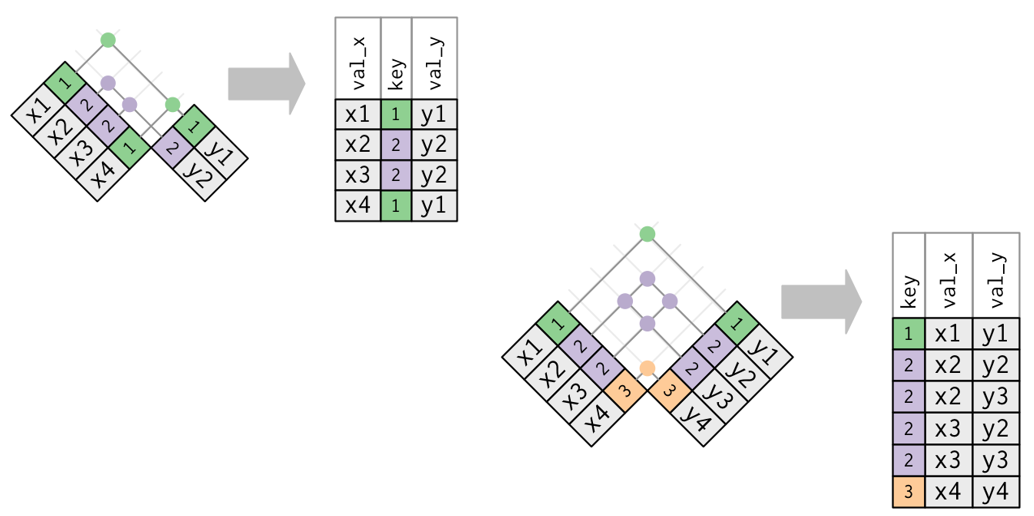 1 x1
2 x2
2 x3
1 x4
1 y1
2 y2
val_x key val_y
x1 1 y1
x2 2 y2
x3 2 y2
x4 1 y1
1 x1
2 x2
2 x3
3 x4
1 y1
2 y2
2 y3
3 y4
key val_x val_y
1 x1 y1
2 x2 y2
2 x2 y3
2 x3 y2
2 x3 y3
3 x4 y4